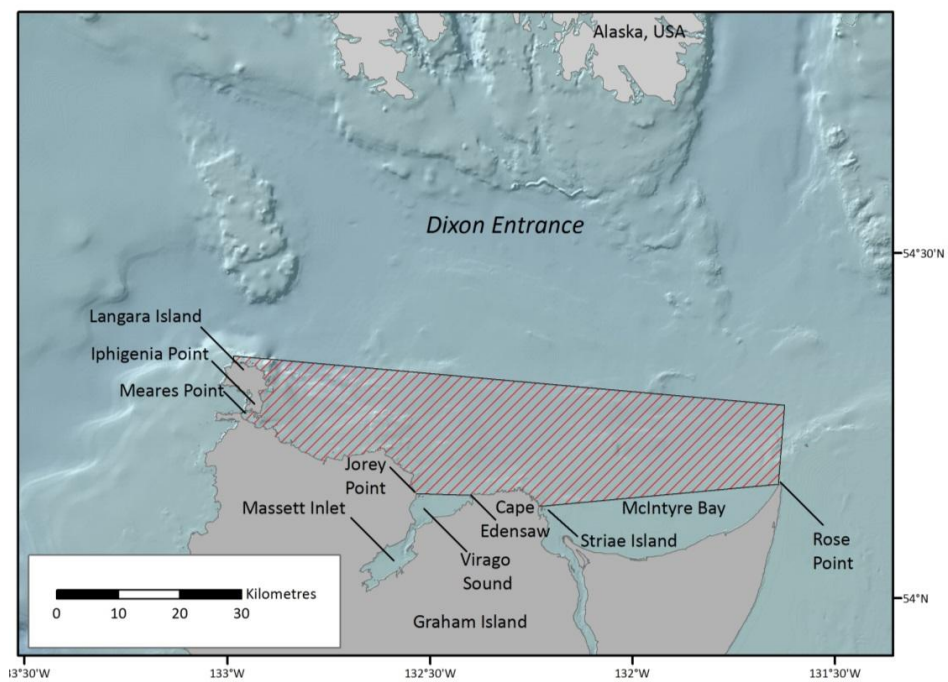 Alaska, USA
Dixon Entrance
54°30'N
Langara Island
Iphigenia Point
Meares Point
Jorey
Point
Massett Inlet
Cape
Edensaw
McIntyre Bay
Striae Island
Rose
Point
Virago
Sound
Graham Island
Kilometres
0 10 20 30
54°N
3°30'W 133°W 132°30'W 132°W 131°30'W